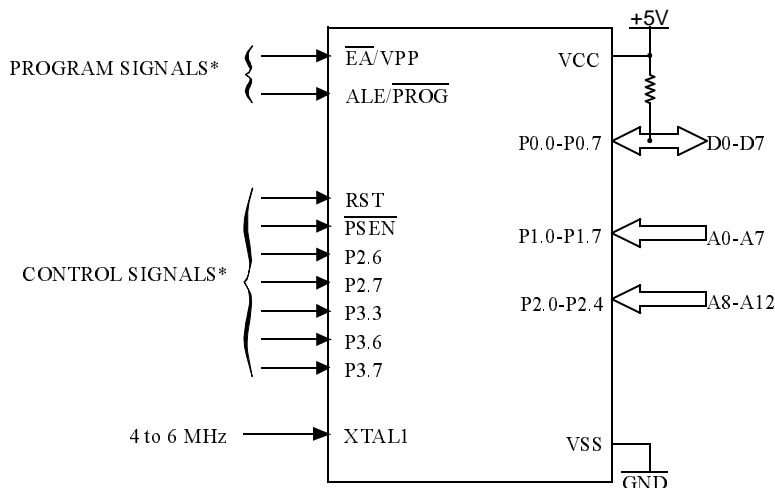 +5V
PROGRAM SIGNALS*
EA/VPP
VCC
ALE/PROG
P0.0-P0.7
D0-D7
RST
PSEN
P1.0-P1.7
A0-A7
P2.6
CONTROL SIGNALS*
P2.7
P2.0-P2.4
A8-A12
P3.3
P3.6
P3.7
4 to 6 MHz
XTAL1
VSS
GND